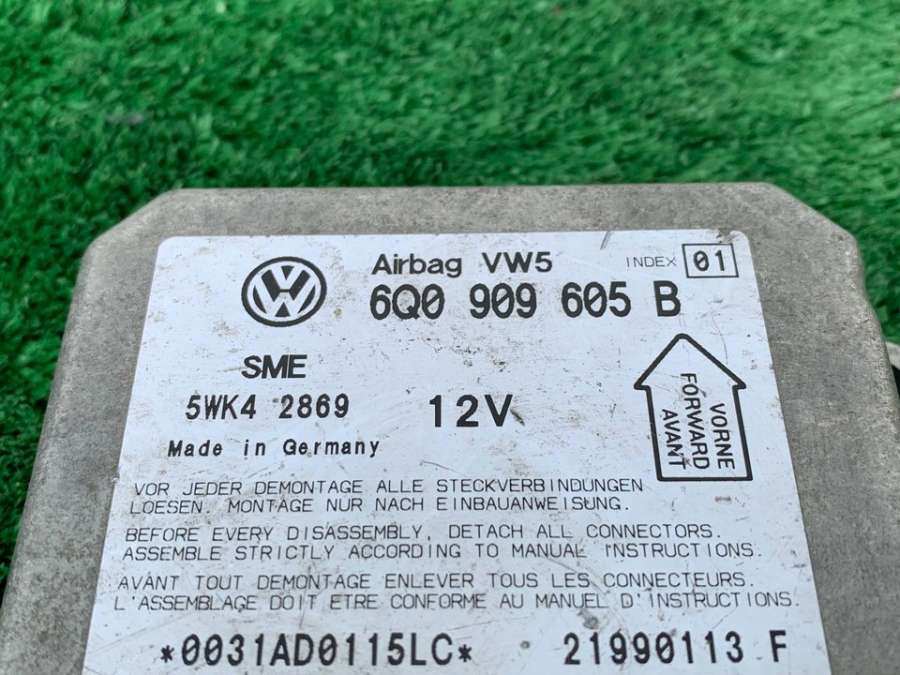 Airbag VW5
INDEX 01
6Q0 909 605 B
SME
5WK4 2869
12V
Made in Germany
VORNE
FORWARD
AVANT
VOR JEDER DEMONTAGE ALLE STECKVERBINDUNGEN
LOESEN. MONTAGE NUR NACH EINBAUANWEISUNG.
BEFORE EVERY DISASSEMBLY, DETACH ALL CONNECTORS.
ASSEMBLE STRICTLY ACCORDING TO MANUAL INSTRUCTIONS.
AVANT TOUT DEMONTAGE ENLEVER TOUS LES CONNECTEURS.
L'ASSEMBLAGE DOIT ETRE CONFORME AU MANUEL D'INSTRUCTIONS.
*0031AD0115LC*
21990113 F